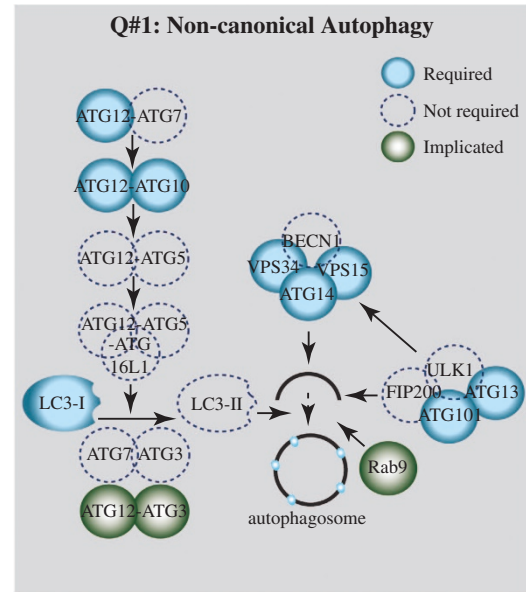 Q#1: Non-canonical Autophagy
Required
Not required
Implicated
ATG12-ATG7
ATG12-ATG10
ATG12-ATG5
ATG12-ATG5
-ATG
16L1
LC3-I
LC3-II
ATG7
ATG3
ATG12-ATG3
BECN1
VPS34
VPS15
ATG14
ULK1
FIP200
ATG13
ATG101
Rab9
autophagosome